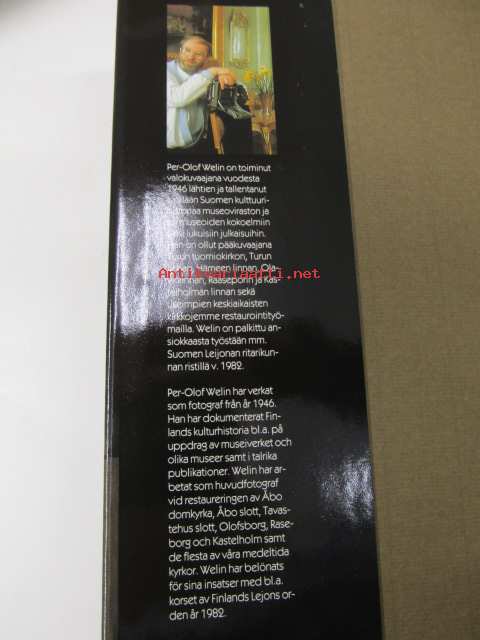 Per-Olof Welin on toiminut
valokuvaajana vuodesta
1946 lähtien ja tallentanut
Suomen kulttuuri-
museoviraston ja
museoiden kokoelmiin
lukuisiin julkaisuihin.
Hän on ollut pääkuvaajana
Turun tuomiokirkon, Turun
Hämeen linnan, Ola-
vinlinnan, Raaseporin ja Kas-
telholman linnan sekä
useimpien keskiaikaisten
kirkkojemme restaurointityö-
mailla. Welin on palkittu an-
siokkaasta työstään mm.
Suomen Leijonan ritarikun-
nan ristillä v. 1982.
Per-Olof Welin har verkat
som fotograf från år 1946.
Han har dokumenterat Fin-
lands kulturhistoria bl.a. på
uppdrag av museiverket och
olika museer samt i talrika
publikationer. Welin har ar-
betat som huvudfotograf
vid restaureringen av Åbo
domkyrka, Åbo slott, Tavas-
tehus slott, Olofsborg, Rase-
borg och Kastelholm samt
de flesta av våra medeltida
kyrkor. Welin har belönats
för sina insatser med bl.a.
korset av Finlands Lejons or-
den år 1982.
Antikvariaatti.net